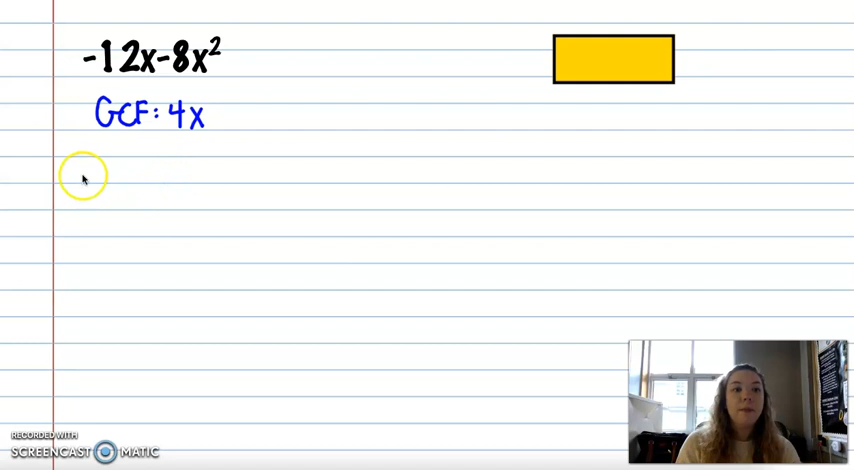 -12x-8x²
GCF: 4x
RECORDED WITH
SCREENCAST MATIC